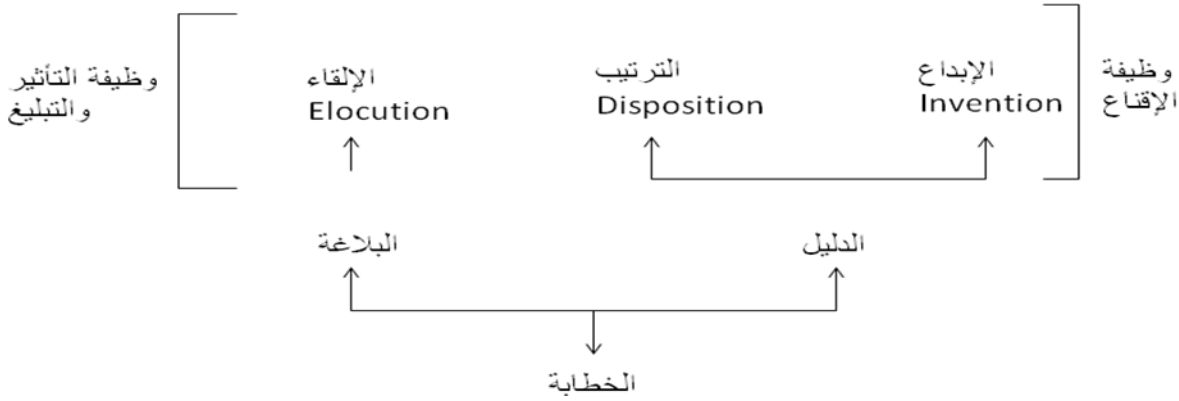 وظيفة
الإقناع
الإبداع
Invention
الترتيب
Disposition
الإلقاء
Elocution
وظيفة التأثير
والتبليغ
الدليل
البلاغة
الخطابة